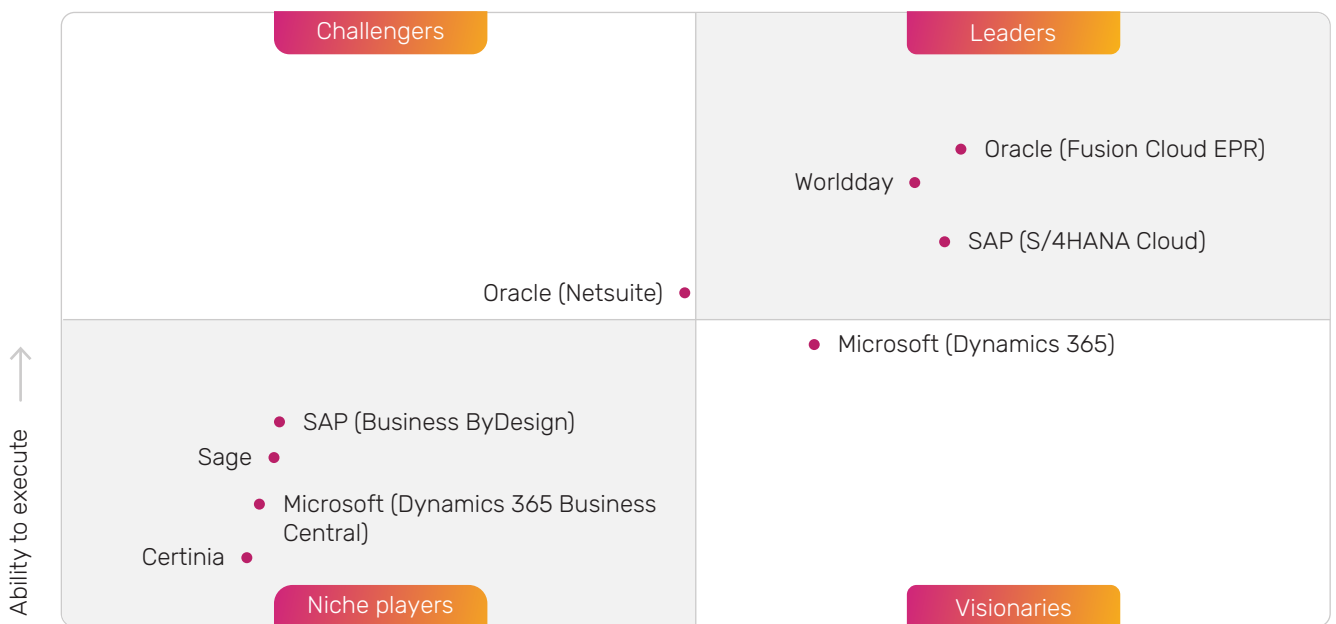 Challengers
Leaders
Oracle (Fusion Cloud EPR)
Worldday
SAP (S/4HANA Cloud)
Oracle (Netsuite)
Microsoft (Dynamics 365)
SAP (Business ByDesign)
Sage
Microsoft (Dynamics 365 Business
Central)
Certinia
Ability to execute
Niche players
Visionaries